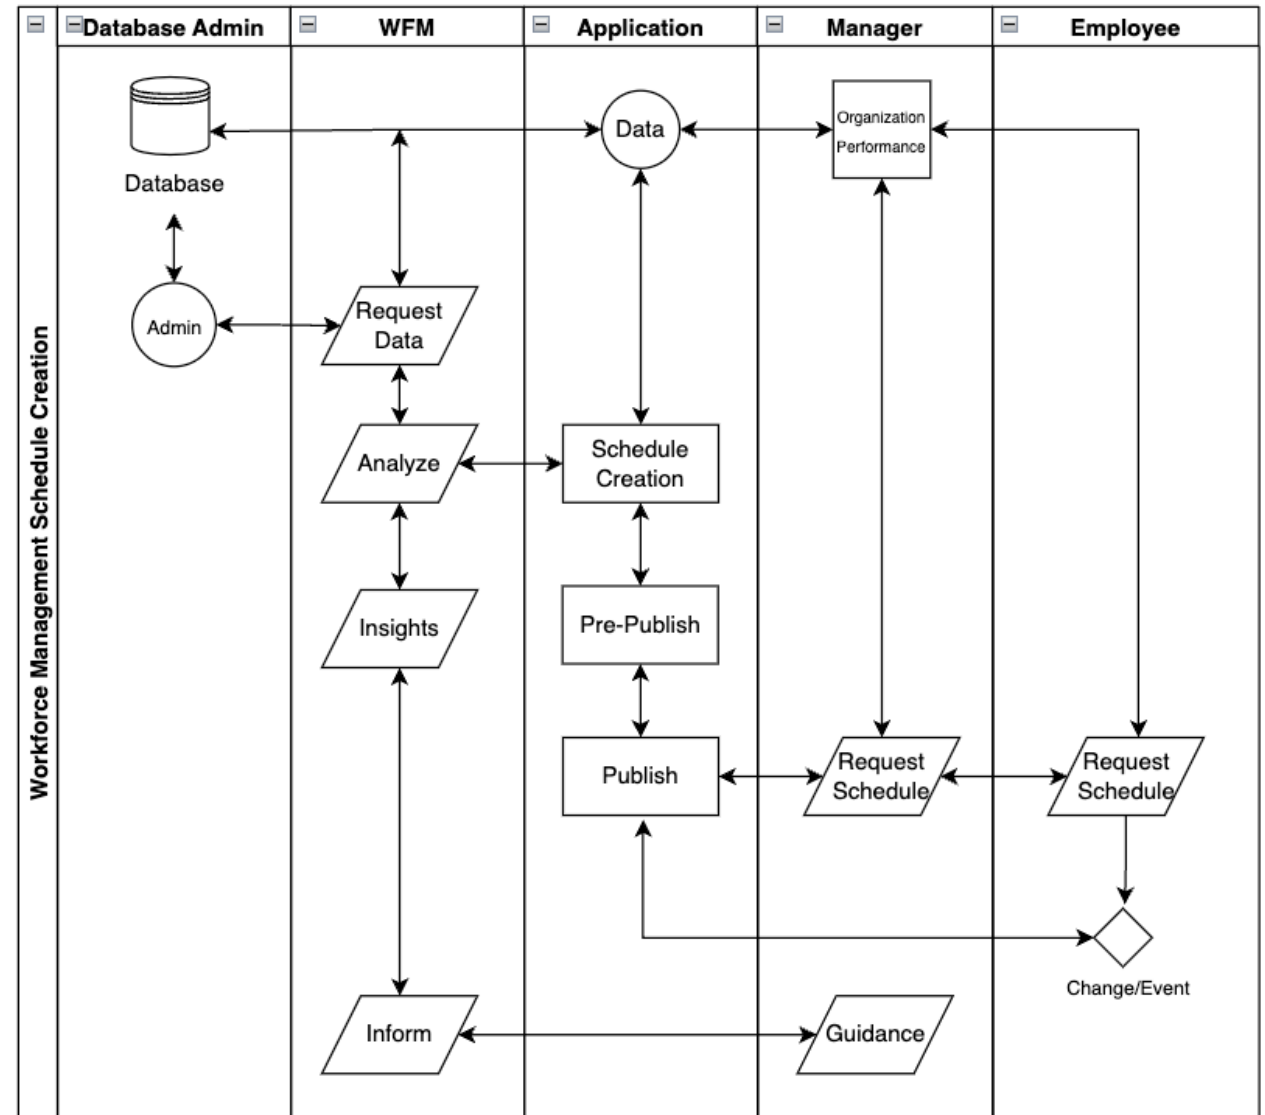 Workforce Management Schedule Creation
Database Admin
WFM
Application
Manager
Employee
Database
Data
Organization
Performance
Admin
Request
Data
Analyze
Schedule
Creation
Insights
Pre-Publish
Publish
Request
Schedule
Request
Schedule
Change/Event
Inform
Guidance